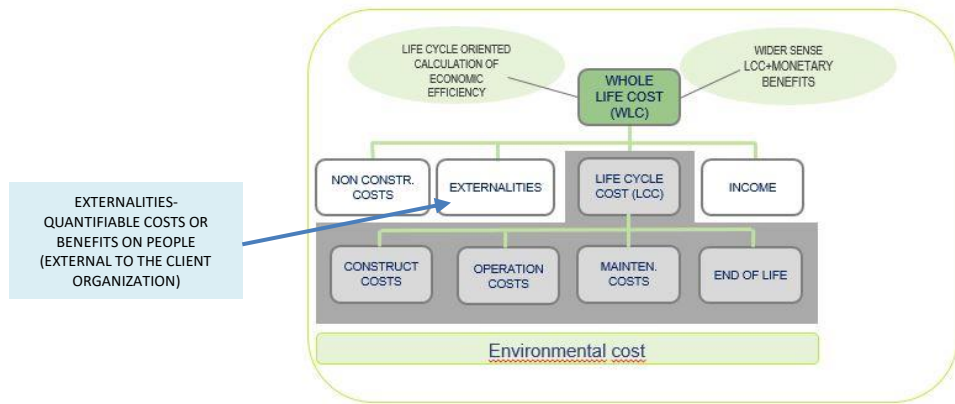 LIFE CYCLE ORIENTED
CALCULATION OF
ECONOMIC
EFFICIENCY
WIDER SENSE
LCC+MONETARY
BENEFITS
WHOLE
LIFE COST
(WLC)
NON CONSTR.
COSTS
EXTERNALITIES
LIFE CYCLE
COST (LCC)
INCOME
EXTERNALITIES-
QUANTIFIABLE COSTS OR
BENEFITS ON PEOPLE
(EXTERNAL TO THE CLIENT
ORGANIZATION)
CONSTRUCT
COSTS
OPERATION
COSTS
MAINTEN.
COSTS
END OF LIFE
Environmental cost